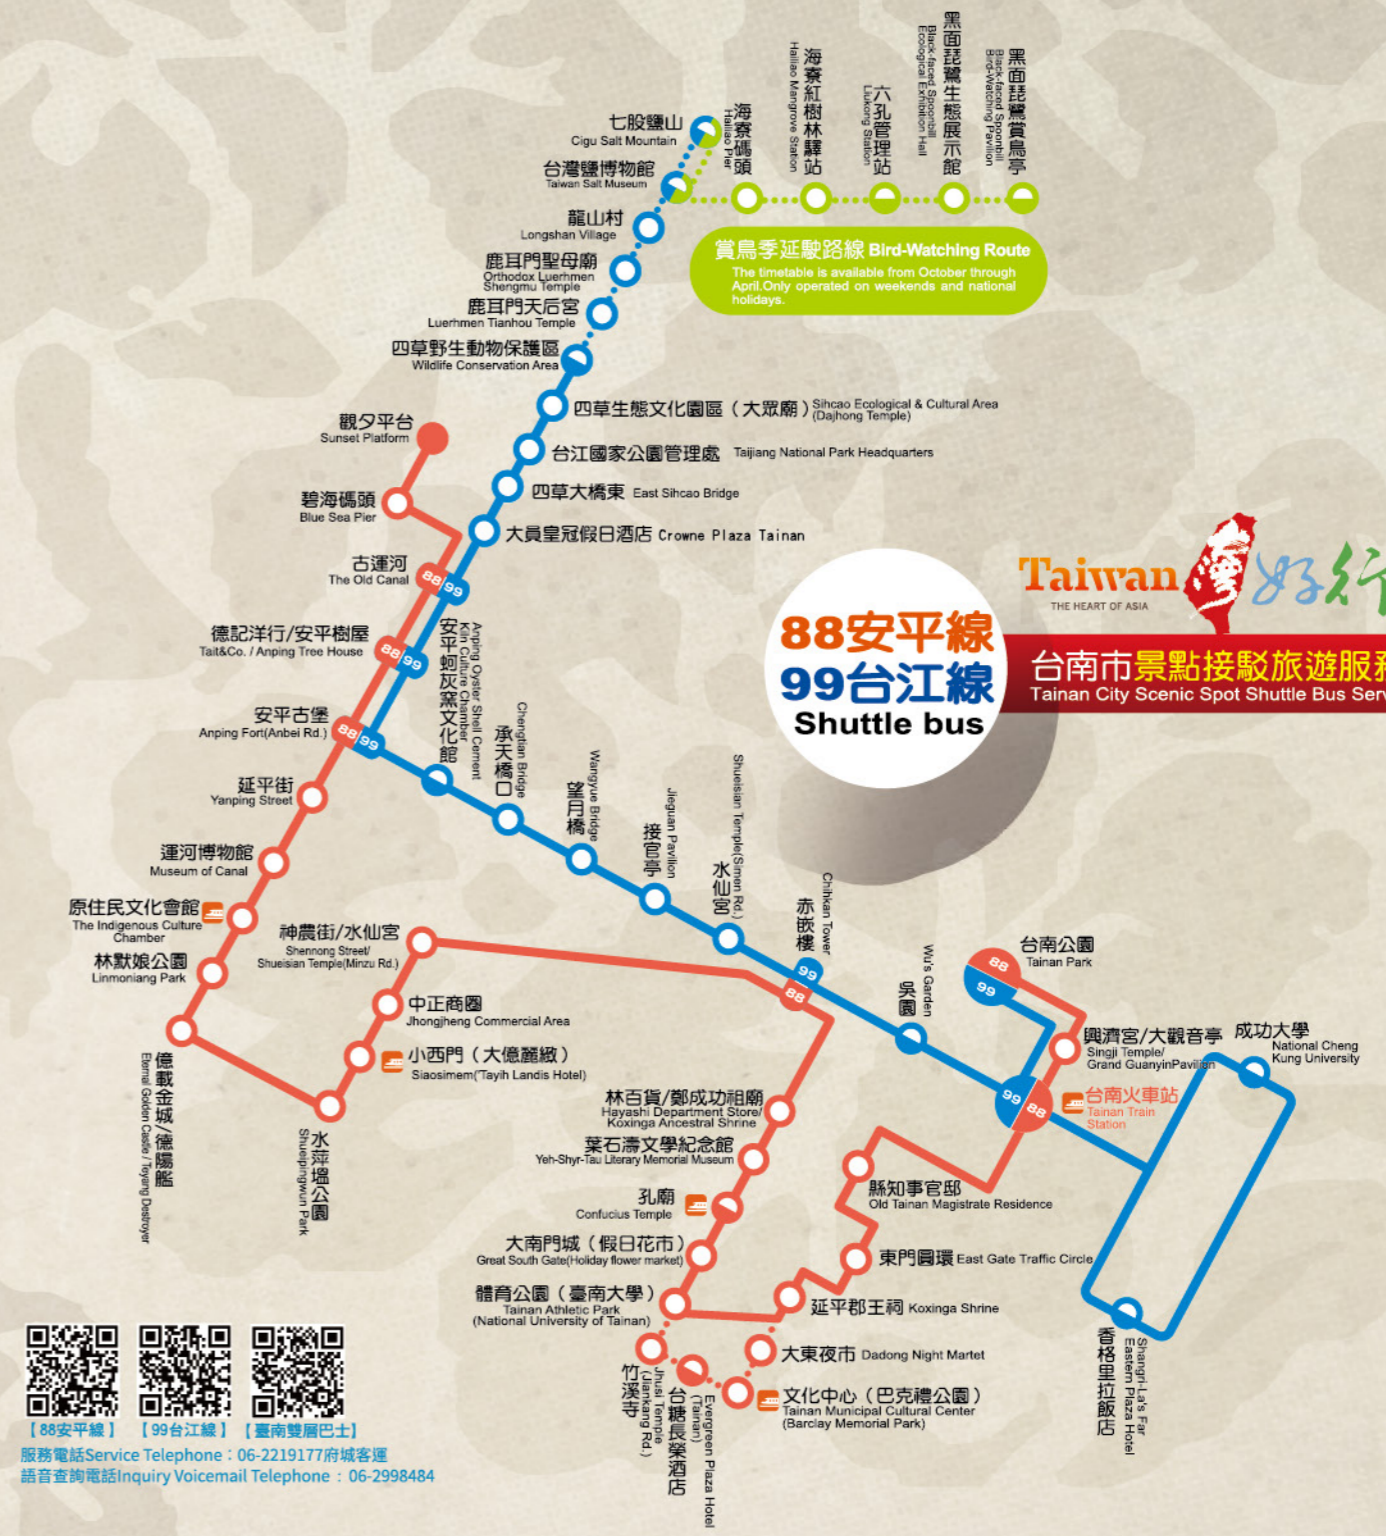 七股鹽山
Cigu Salt Mountain
台灣鹽博物館
Taiwan Salt Museum
龍山村
Longshan Village
鹿耳門聖母廟
Orthodox Luerhmen
Shengmu Temple
鹿耳門天后宮
Luerhmen Tianhou Temple
四草野生動物保護區
Wildlife Conservation Area
海寮碼頭
Hailiao Pier
海寮紅樹林驛站
Hailiao Mangrove Station
六孔管理站
Liukong Station
黑面琵鷺生態展示館
Black-faced Spoonbill
Ecological Exhibition Hall
黑面琵鷺賞鳥亭
Black-faced Spoonbill
Bird-Watching Pavilion
賞鳥季延駛路線 Bird-Watching Route
The timetable is available from October through
April.Only operated on weekends and national
holidays.
四草生態文化園區（大眾廟）
Sihcao Ecological & Cultural Area
(Dajhong Temple)
台江國家公園管理處 Taijiang National Park Headquarters
四草大橋東 East Sihcao Bridge
大員皇冠假日酒店 Crowne Plaza Tainan
觀夕平台
Sunset Platform
碧海碼頭
Blue Sea Pier
古運河
The Old Canal
88 99
德記洋行/安平樹屋
Tait&Co. / Anping Tree House
88 99
安平古堡
Anping Fort(Anbei Rd.)
88 99
Taiwan
THE HEART OF ASIA
灣
好行
88安平線
99台江線
Shuttle bus
台南市景點接駁旅遊服務
Tainan City Scenic Spot Shuttle Bus Serv
安平蚵灰窯文化館
Anping Oyster Shell Cement
Kiln Culture Chamber
承天橋口
Chengtian Bridge
望月橋
Wangyue Bridge
接官亭
Jieguan Pavilion
水仙宮
Shueisian Temple(Simen Rd.)
赤嵌樓
Chihkan Tower
99
88
吳園
Wu's Garden
台南公園
Tainan Park
88
99
興濟宮/大觀音亭
Singji Temple/
Grand GuanyinPavilion
成功大學
National Cheng
Kung University
台南火車站
Tainan Train
Station
99 88
延平街
Yanping Street
運河博物館
Museum of Canal
原住民文化會館
The Indigenous Culture
Chamber
林默娘公園
Linmoniang Park
億載金城/德陽艦
Eternal Golden Castle / Teyang Destroyer
水萍塭公園
Shueipingwun Park
神農街/水仙宮
Shennong Street/
Shueisian Temple(Minzu Rd.)
中正商圈
Jhongjheng Commercial Area
小西門（大億麗緻）
Siaosimem('Tayih Landis Hotel)
林百貨/鄭成功祖廟
Hayashi Department Store/
Koxinga Ancestral Shrine
葉石濤文學紀念館
Yeh-Shyr-Tau Literary Memorial Museum
孔廟
Confucius Temple
大南門城（假日花市）
Great South Gate(Holiday flower market)
體育公園（臺南大學）
Tainan Athletic Park
(National University of Tainan)
竹溪寺
Jhusi Temple
(Jiankang Rd.)
台糖長榮酒店
Evergreen Plaza Hotel
(Tainan)
文化中心（巴克禮公園）
Tainan Municipal Cultural Center
(Barclay Memorial Park)
大東夜市 Dadong Night Martet
延平郡王祠 Koxinga Shrine
東門圓環 East Gate Traffic Circle
縣知事官邸
Old Tainan Magistrate Residence
香格里拉飯店
Shangri-La's Far
Eastern Plaza Hotel
【88安平線】 【99台江線】 【臺南雙層巴士】
服務電話Service Telephone：06-2219177府城客運
語音查詢電話Inquiry Voicemail Telephone：06-2998484